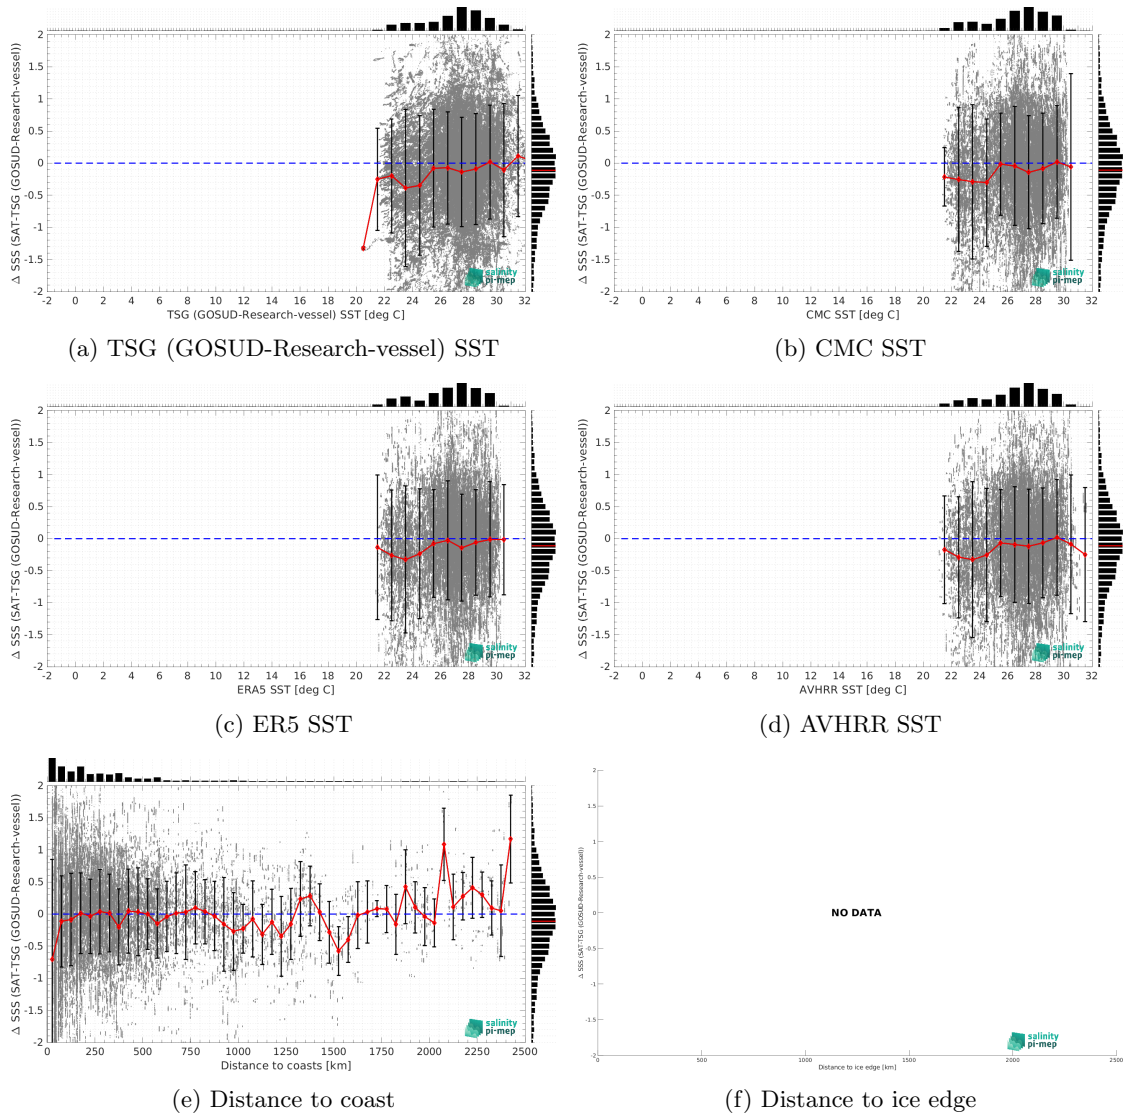 2
1.5
1
0.5
0
-0.5
-1
-1.5
-2
Δ SSS (SAT-TSG (GOSUD-Research-vessel))
-2 0 2 4 6 8 10 12 14 16 18 20 22 24 26 28 30 32
TSG (GOSUD-Research-vessel) SST [deg C]
salinity
pi-mep
(a) TSG (GOSUD-Research-vessel) SST
2
1.5
1
0.5
0
-0.5
-1
-1.5
-2
Δ SSS (SAT-TSG (GOSUD-Research-vessel))
-2 0 2 4 6 8 10 12 14 16 18 20 22 24 26 28 30 32
CMC SST [deg C]
salinity
pi-mep
(b) CMC SST
2
1.5
1
0.5
0
-0.5
-1
-1.5
-2
Δ SSS (SAT-TSG (GOSUD-Research-vessel))
-2 0 2 4 6 8 10 12 14 16 18 20 22 24 26 28 30 32
ERA5 SST [deg C]
salinity
pi-mep
(c) ER5 SST
2
1.5
1
0.5
0
-0.5
-1
-1.5
-2
Δ SSS (SAT-TSG (GOSUD-Research-vessel))
-2 0 2 4 6 8 10 12 14 16 18 20 22 24 26 28 30 32
AVHRR SST [deg C]
salinity
pi-mep
(d) AVHRR SST
2
1.5
1
0.5
0
-0.5
-1
-1.5
-2
Δ SSS (SAT-TSG (GOSUD-Research-vessel))
0 250 500 750 1000 1250 1500 1750 2000 2250 2500
Distance to coasts [km]
salinity
pi-mep
(e) Distance to coast
2
1.5
1
0.5
0
-0.5
-1
-1.5
-2
Δ SSS (SAT-TSG (GOSUD-Research-vessel))
NO DATA
0 500 1000 1500 2000 2500
Distance to ice edge [km]
salinity
pi-mep
(f) Distance to ice edge